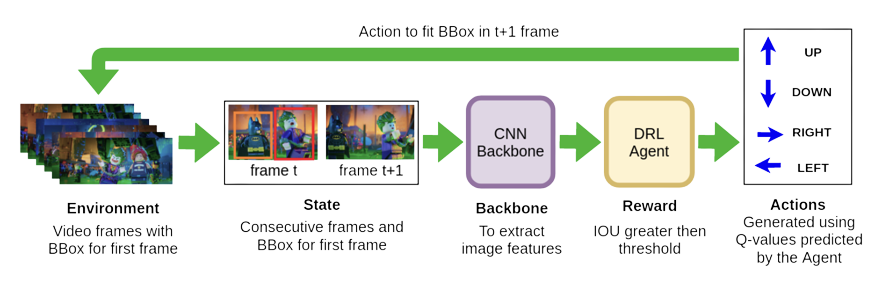 Action to fit BBox in t+1 frame
UP
DOWN
RIGHT
LEFT
frame t
frame t+1
CNN
Backbone
DRL
Agent
Environment
Video frames with
BBox for first frame
State
Consecutive frames and
BBox for first frame
Backbone
To extract
image features
Reward
IOU greater then
threshold
Actions
Generated using
Q-values predicted
by the Agent